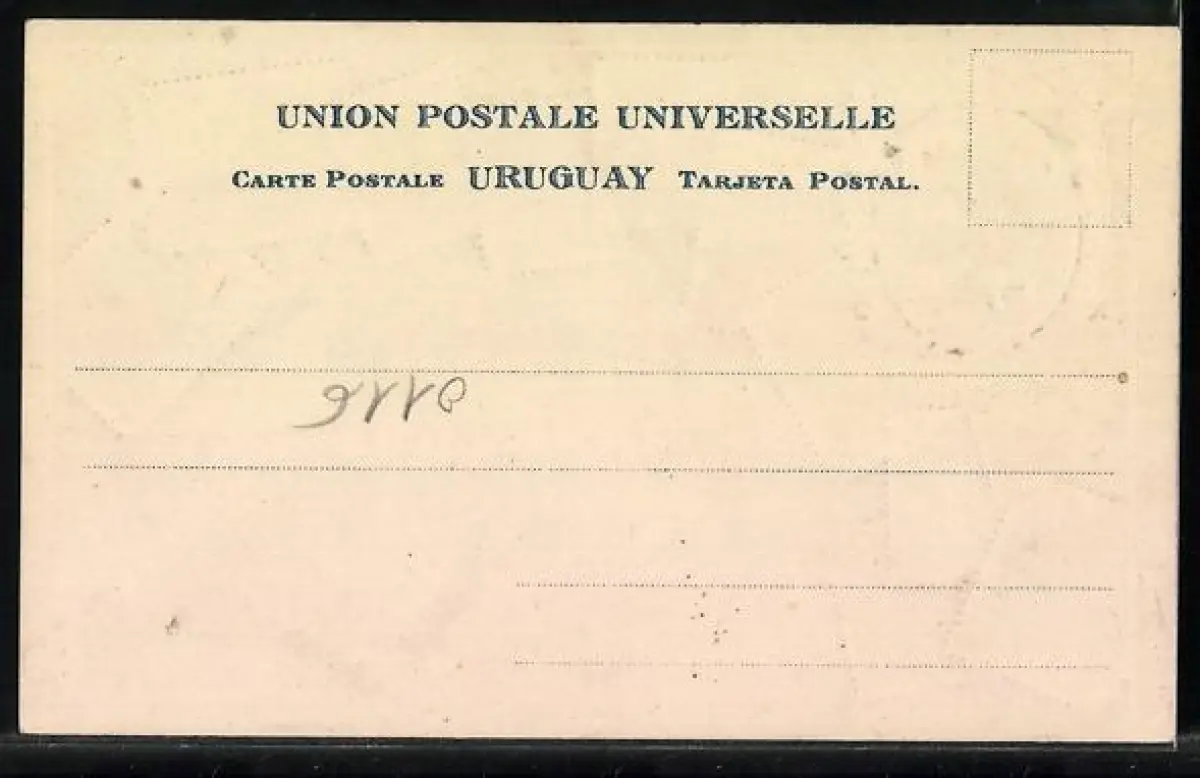 UNION POSTALE UNIVERSELLE
CARTE POSTALE URUGUAY TARJETA POSTAL.